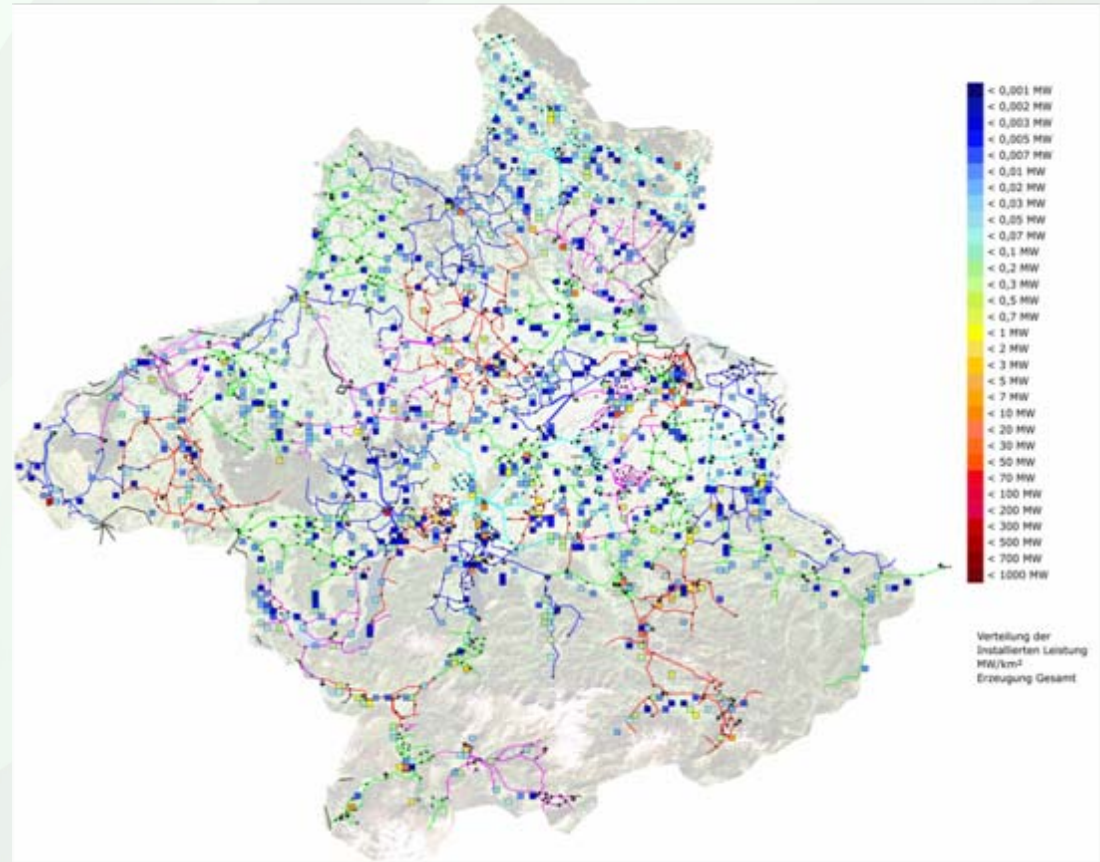 < 0,001 MW
< 0,002 MW
< 0,003 MW
< 0,005 MW
< 0,007 MW
< 0,01 MW
< 0,02 MW
< 0,03 MW
< 0,05 MW
< 0,07 MW
< 0,1 MW
< 0,2 MW
< 0,3 MW
< 0,5 MW
< 0,7 MW
< 1 MW
< 2 MW
< 3 MW
< 5 MW
< 7 MW
< 10 MW
< 20 MW
< 30 MW
< 50 MW
< 70 MW
< 100 MW
< 200 MW
< 300 MW
< 500 MW
< 700 MW
< 1000 MW
Verteilung der
Installierten Leistung
MW/km²
Erzeugung Gesamt